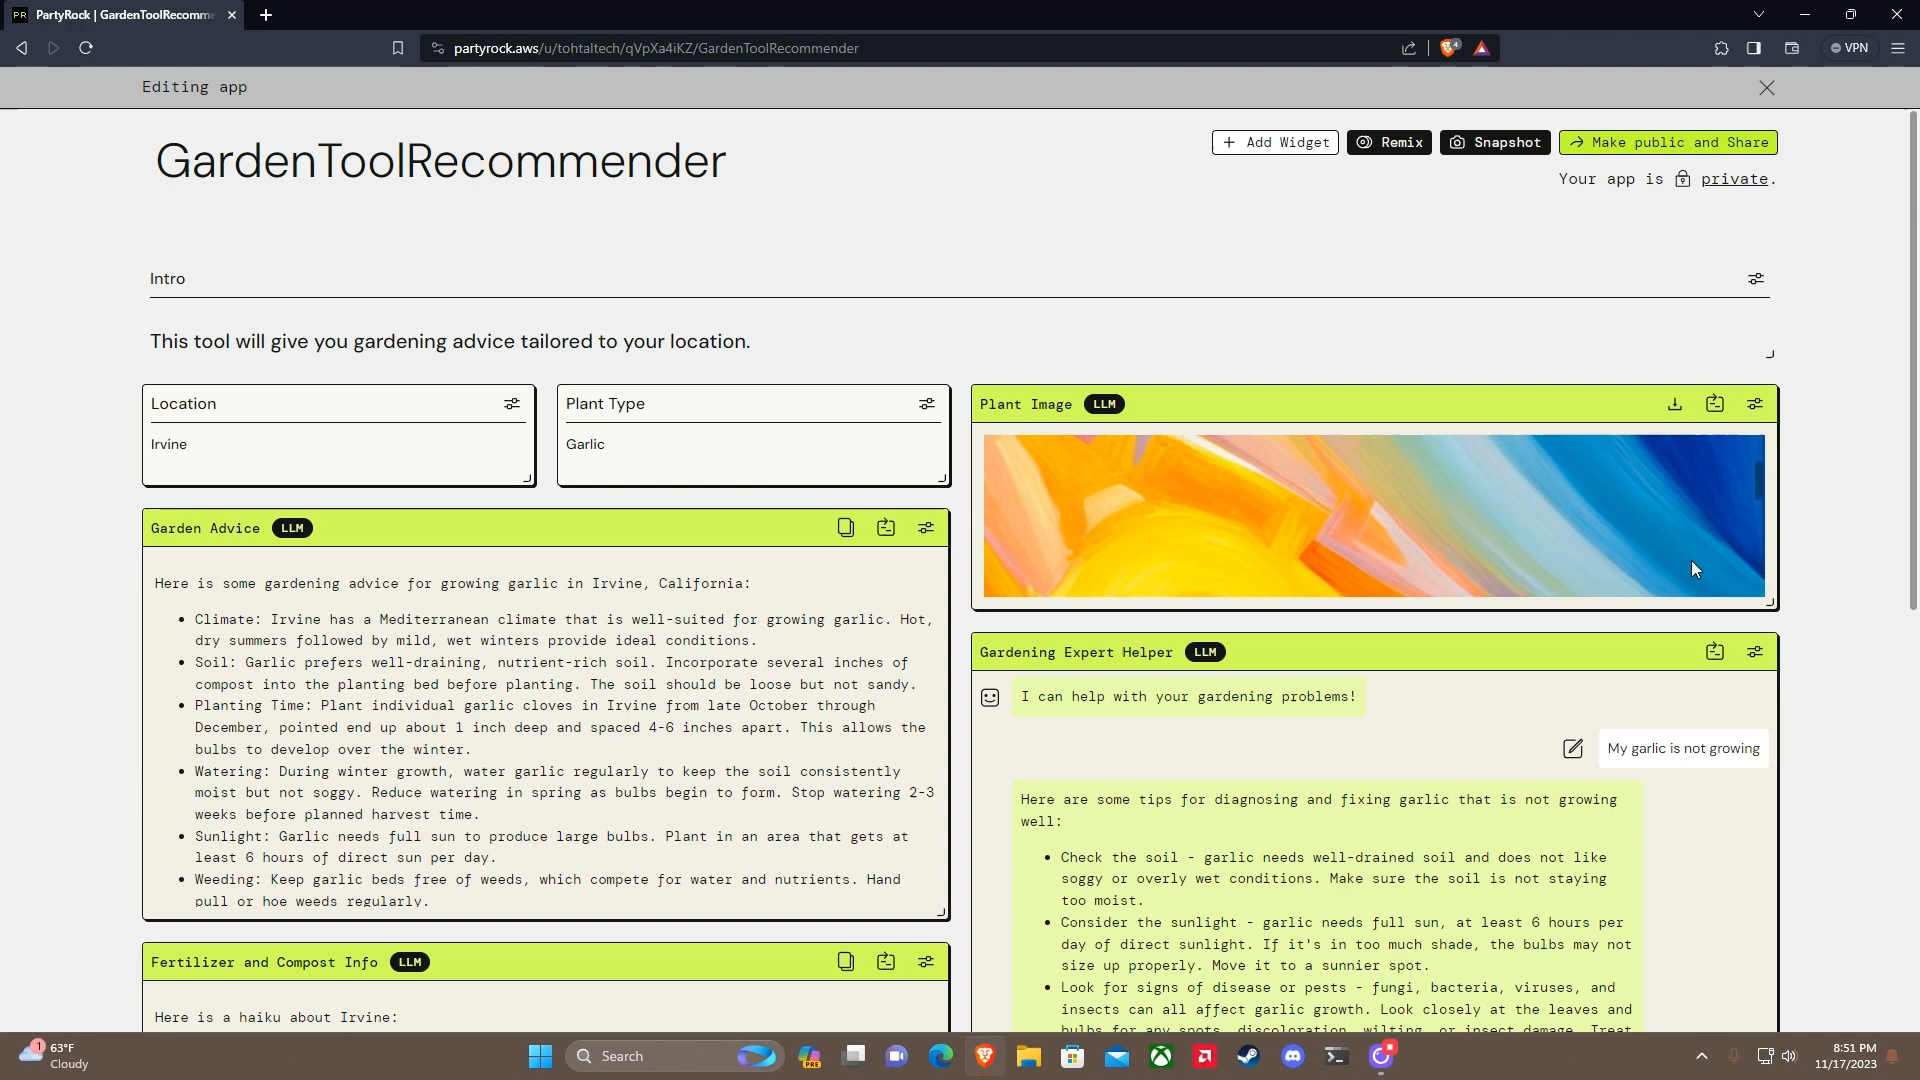 PR PartyRock | GardenToolRecomme
partyrock.aws/u/tohtaltech/qVpXa4iKZ/GardenToolRecommender
4
VPN
Editing app
GardenToolRecommender
+ Add Widget
Remix
Snapshot
Make public and Share
Your app is private.
Intro
This tool will give you gardening advice tailored to your location.
Location
Irvine
Plant Type
Garlic
Plant Image LLM
Garden Advice LLM
Here is some gardening advice for growing garlic in Irvine, California:
• Climate: Irvine has a Mediterranean climate that is well-suited for growing garlic. Hot,
dry summers followed by mild, wet winters provide ideal conditions.
• Soil: Garlic prefers well-draining, nutrient-rich soil. Incorporate several inches of
compost into the planting bed before planting. The soil should be loose but not sandy.
• Planting Time: Plant individual garlic cloves in Irvine from late October through
December, pointed end up about 1 inch deep and spaced 4-6 inches apart. This allows the
bulbs to develop over the winter.
• Watering: During winter growth, water garlic regularly to keep the soil consistently
moist but not soggy. Reduce watering in spring as bulbs begin to form. Stop watering 2-3
weeks before planned harvest time.
• Sunlight: Garlic needs full sun to produce large bulbs. Plant in an area that gets at
least 6 hours of direct sun per day.
• Weeding: Keep garlic beds free of weeds, which compete for water and nutrients. Hand
pull or hoe weeds regularly.
Fertilizer and Compost Info LLM
Here is a haiku about Irvine:
Gardening Expert Helper LLM
I can help with your gardening problems!
My garlic is not growing
Here are some tips for diagnosing and fixing garlic that is not growing
well:
• Check the soil - garlic needs well-drained soil and does not like
soggy or overly wet conditions. Make sure the soil is not staying
too moist.
• Consider the sunlight - garlic needs full sun, at least 6 hours per
day of direct sunlight. If it's in too much shade, the bulbs may not
size up properly. Move it to a sunnier spot.
• Look for signs of disease or pests - fungi, bacteria, viruses, and
insects can all affect garlic growth. Look closely at the leaves and
bulbs for any spots, discoloration, wilting, or insect damage. Treat
1
63°F
Cloudy
Search
PRE
8:51 PM
11/17/2023